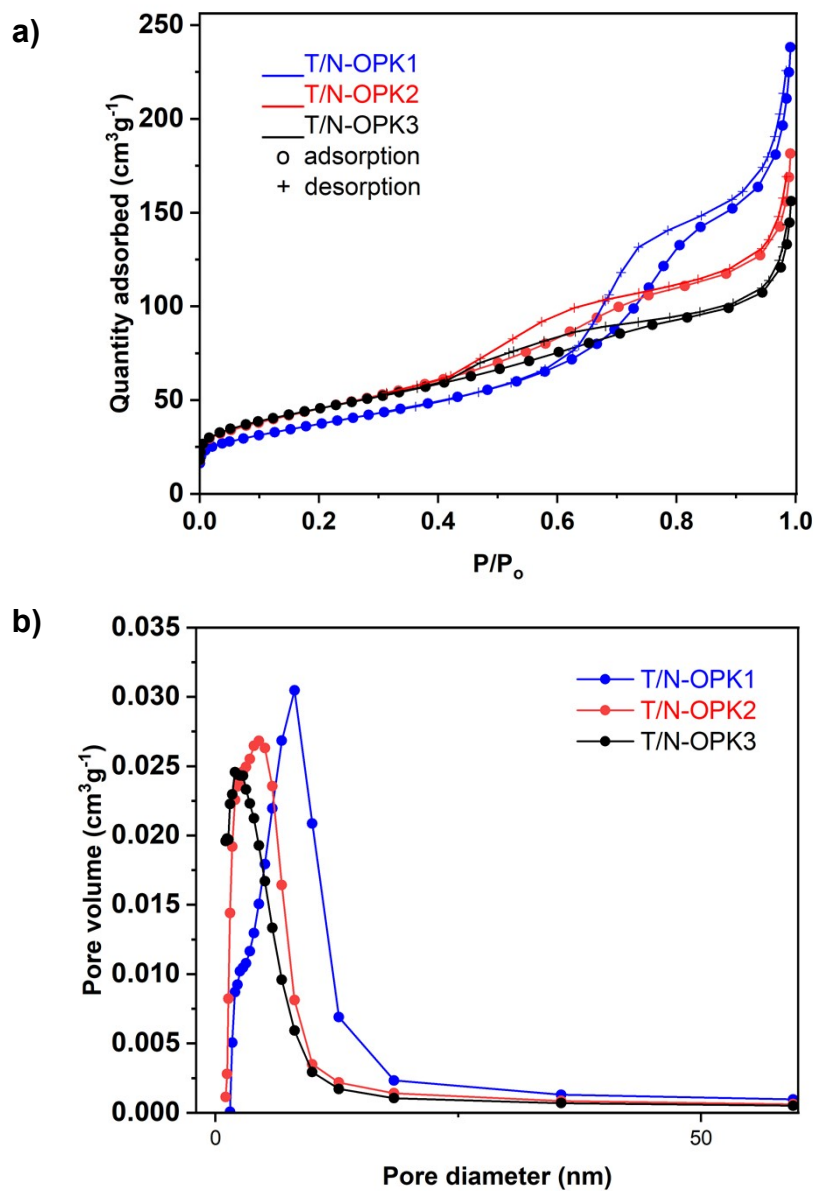 a)
250
200
150
100
50
0
Quantity adsorbed (cm³g⁻¹)
T/N-OPK1
T/N-OPK2
T/N-OPK3
adsorption
desorption
0.0 0.2 0.4 0.6 0.8 1.0
P/Pₒ
b)
0.035
0.030
0.025
0.020
0.015
0.010
0.005
0.000
Pore volume (cm³g⁻¹)
T/N-OPK1
T/N-OPK2
T/N-OPK3
0 50
Pore diameter (nm)